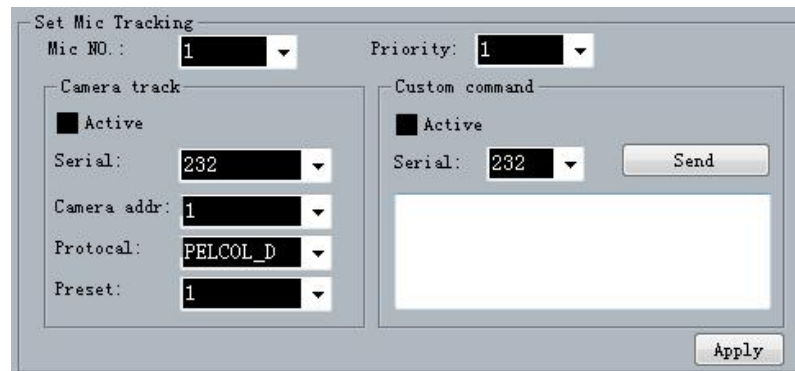 Set Mic Tracking
Mic NO.: 1 Priority: 1
Camera track
Active
Serial: 232
Camera addr: 1
Protocal: PELCOL_D
Preset: 1
Custom command
Active
Serial: 232 Send
Apply